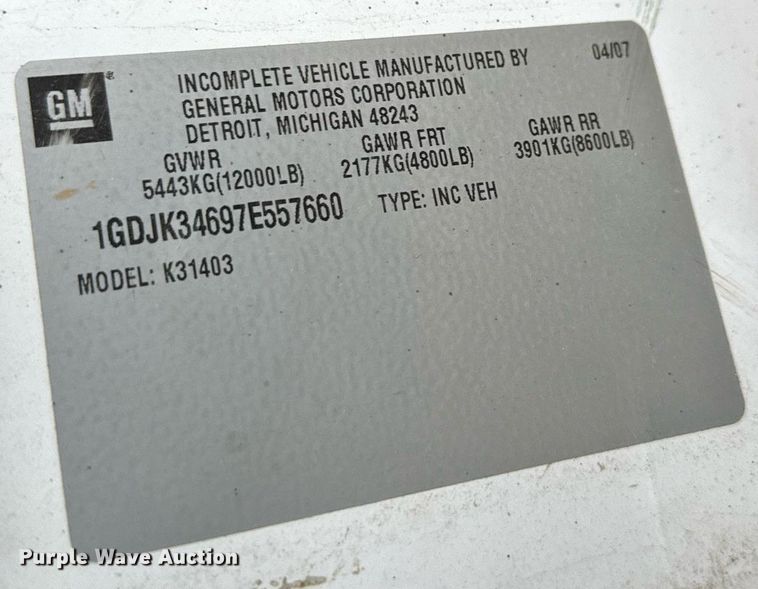 GM
INCOMPLETE VEHICLE MANUFACTURED BY 04/07
GENERAL MOTORS CORPORATION
DETROIT, MICHIGAN 48243
GVWR GAWR FRT GAWR RR
5443KG(12000LB) 2177KG(4800LB) 3901KG(8600LB)
1GDJK34697E557660 TYPE: INC VEH
MODEL: K31403
Purple Wave Auction